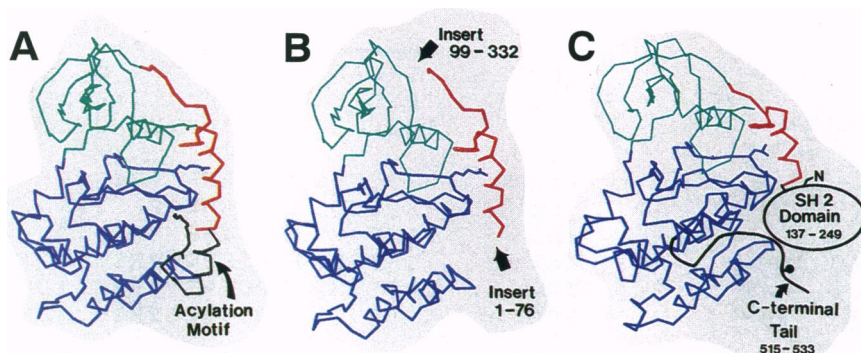 A
Acylation
Motif
B
Insert
99-332
Insert
1-76
C
N
SH 2
Domain
137-249
C-terminal
Tail
515-533